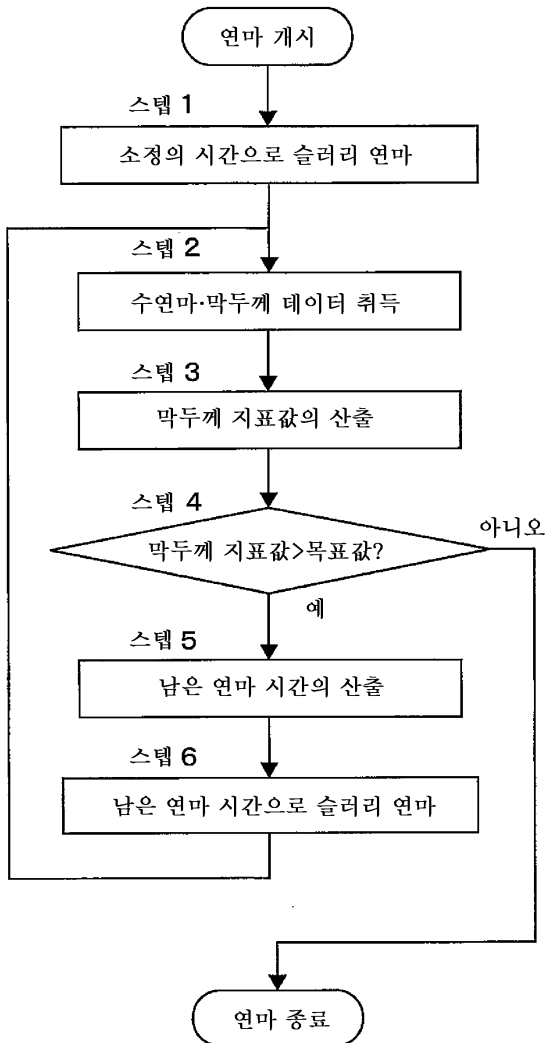 연마 개시
스텝 1
소정의 시간으로 슬러리 연마
스텝 2
수연마·막두께 데이터 취득
스텝 3
막두께 지표값의 산출
스텝 4
아니오
막두께 지표값>목표값?
예
스텝 5
남은 연마 시간의 산출
스텝 6
남은 연마 시간으로 슬러리 연마
연마 종료